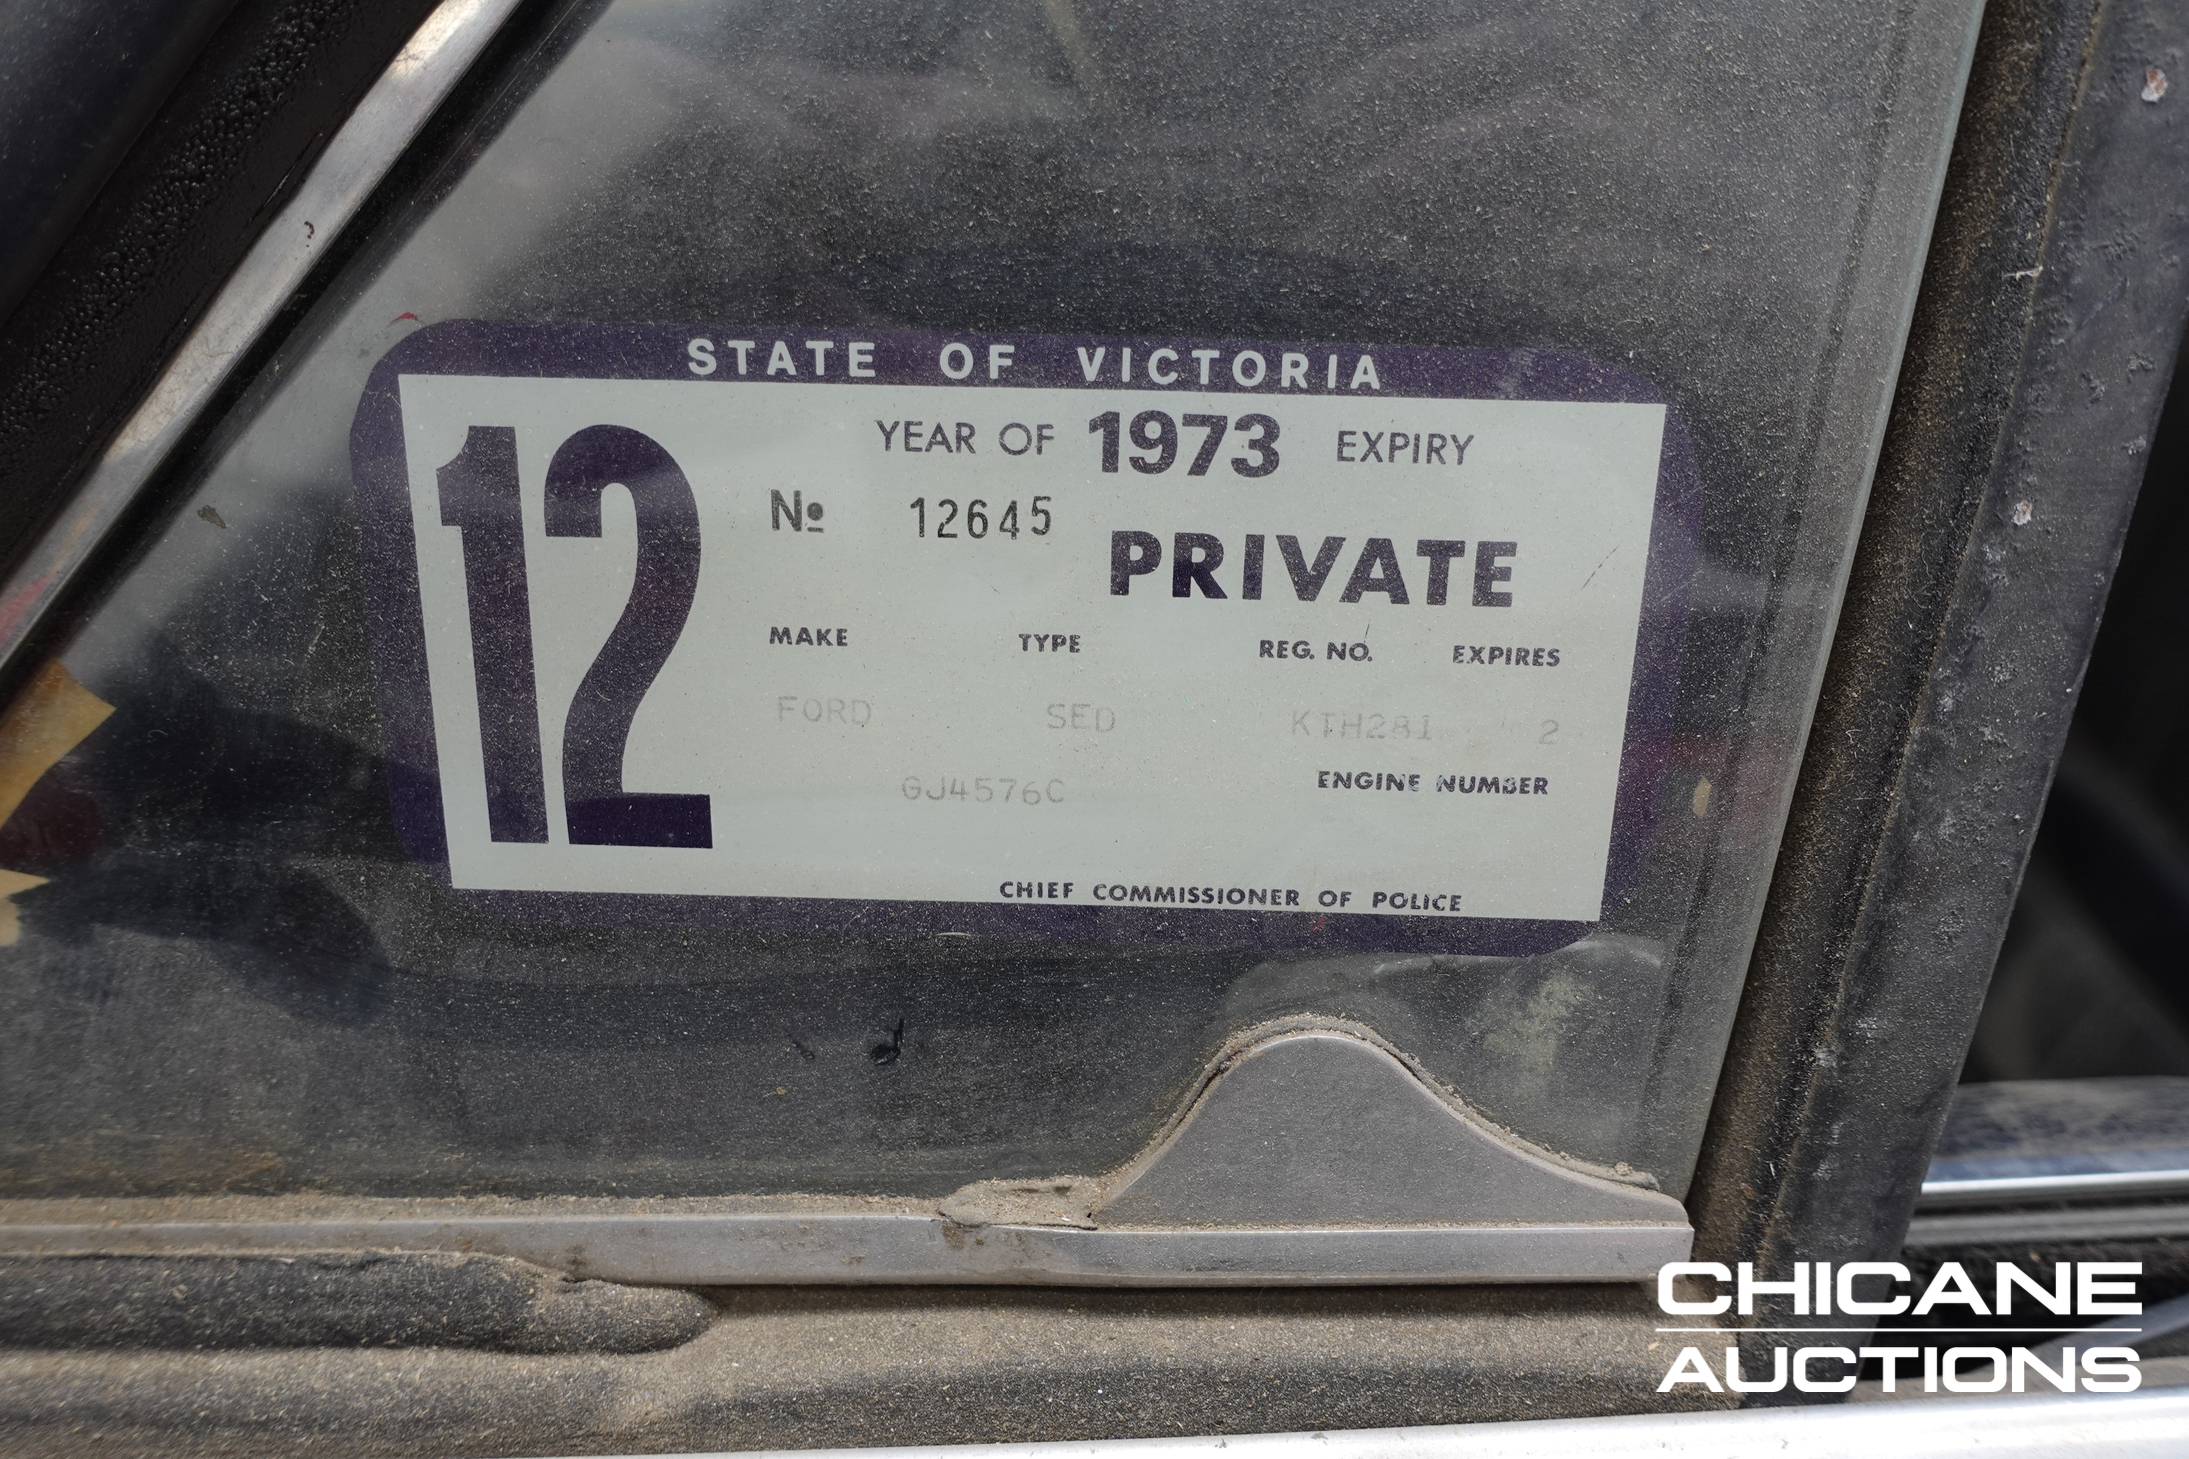 STATE OF VICTORIA
12
YEAR OF 1973 EXPIRY
No 12645
PRIVATE
MAKE TYPE REG. NO. EXPIRES
FORD SED KTH281 2
ENGINE NUMBER
GJ4576C
CHIEF COMMISSIONER OF POLICE
CHICANE
AUCTIONS